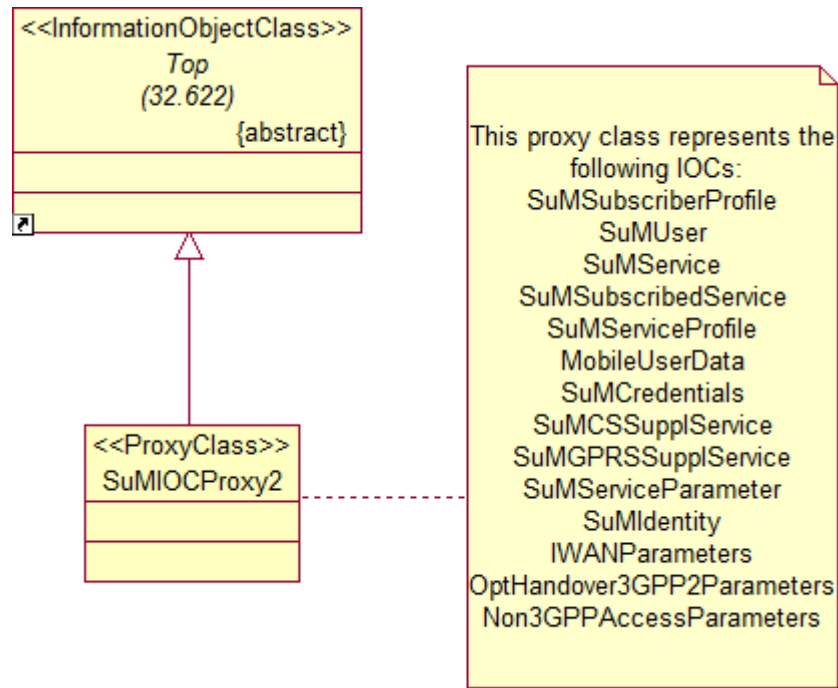 <<InformationObjectClass>>
Top
(32.622)
{abstract}
This proxy class represents the
following IOCs:
SuMSubscriberProfile
SuMUser
SuMService
SuMSubscribedService
SuMServiceProfile
MobileUserData
SuMCredentials
SuMCSSupplService
SuMGPRSSupplService
SuMServiceParameter
SuMIdentity
IWANParameters
OptHandover3GPP2Parameters
Non3GPPAccessParameters
<<ProxyClass>>
SuMIOCProxy2